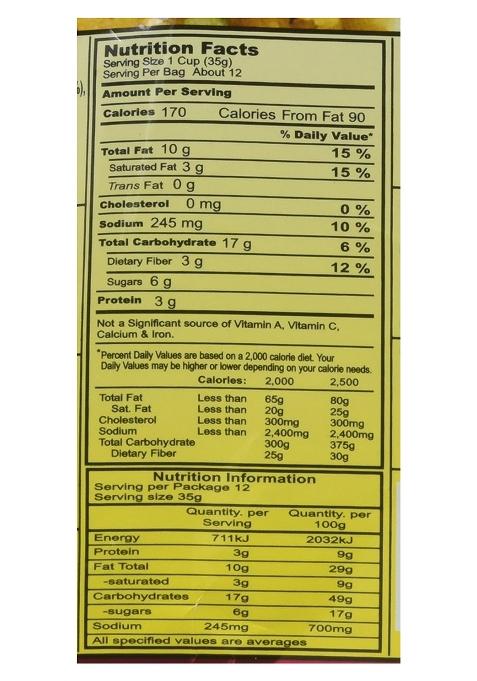 ),
Nutrition Facts
Serving Size 1 Cup (35g)
Serving Per Bag About 12
Amount Per Serving
Calories 170 Calories From Fat 90
% Daily Value*
Total Fat 10 g 15 %
Saturated Fat 3 g 15 %
Trans Fat 0 g
Cholesterol 0 mg 0 %
Sodium 245 mg 10 %
Total Carbohydrate 17 g 6 %
Dietary Fiber 3 g 12 %
Sugars 6 g
Protein 3 g
Not a Significant source of Vitamin A, Vitamin C,
Calcium & Iron.
*Percent Daily Values are based on a 2,000 calorie diet. Your
Daily Values may be higher or lower depending on your calorie needs.
Calories: 2,000 2,500
Total Fat Less than 65g 80g
Sat. Fat Less than 20g 25g
Cholesterol Less than 300mg 300mg
Sodium Less than 2,400mg 2,400mg
Total Carbohydrate 300g 375g
Dietary Fiber 25g 30g
Nutrition Information
Serving per Package 12
Serving size 35g
Quantity. per Quantity. per
Serving 100g
Energy 711kJ 2032kJ
Protein 3g 9g
Fat Total 10g 29g
-saturated 3g 9g
Carbohydrates 17g 49g
-sugars 6g 17g
Sodium 245mg 700mg
All specified values are averages